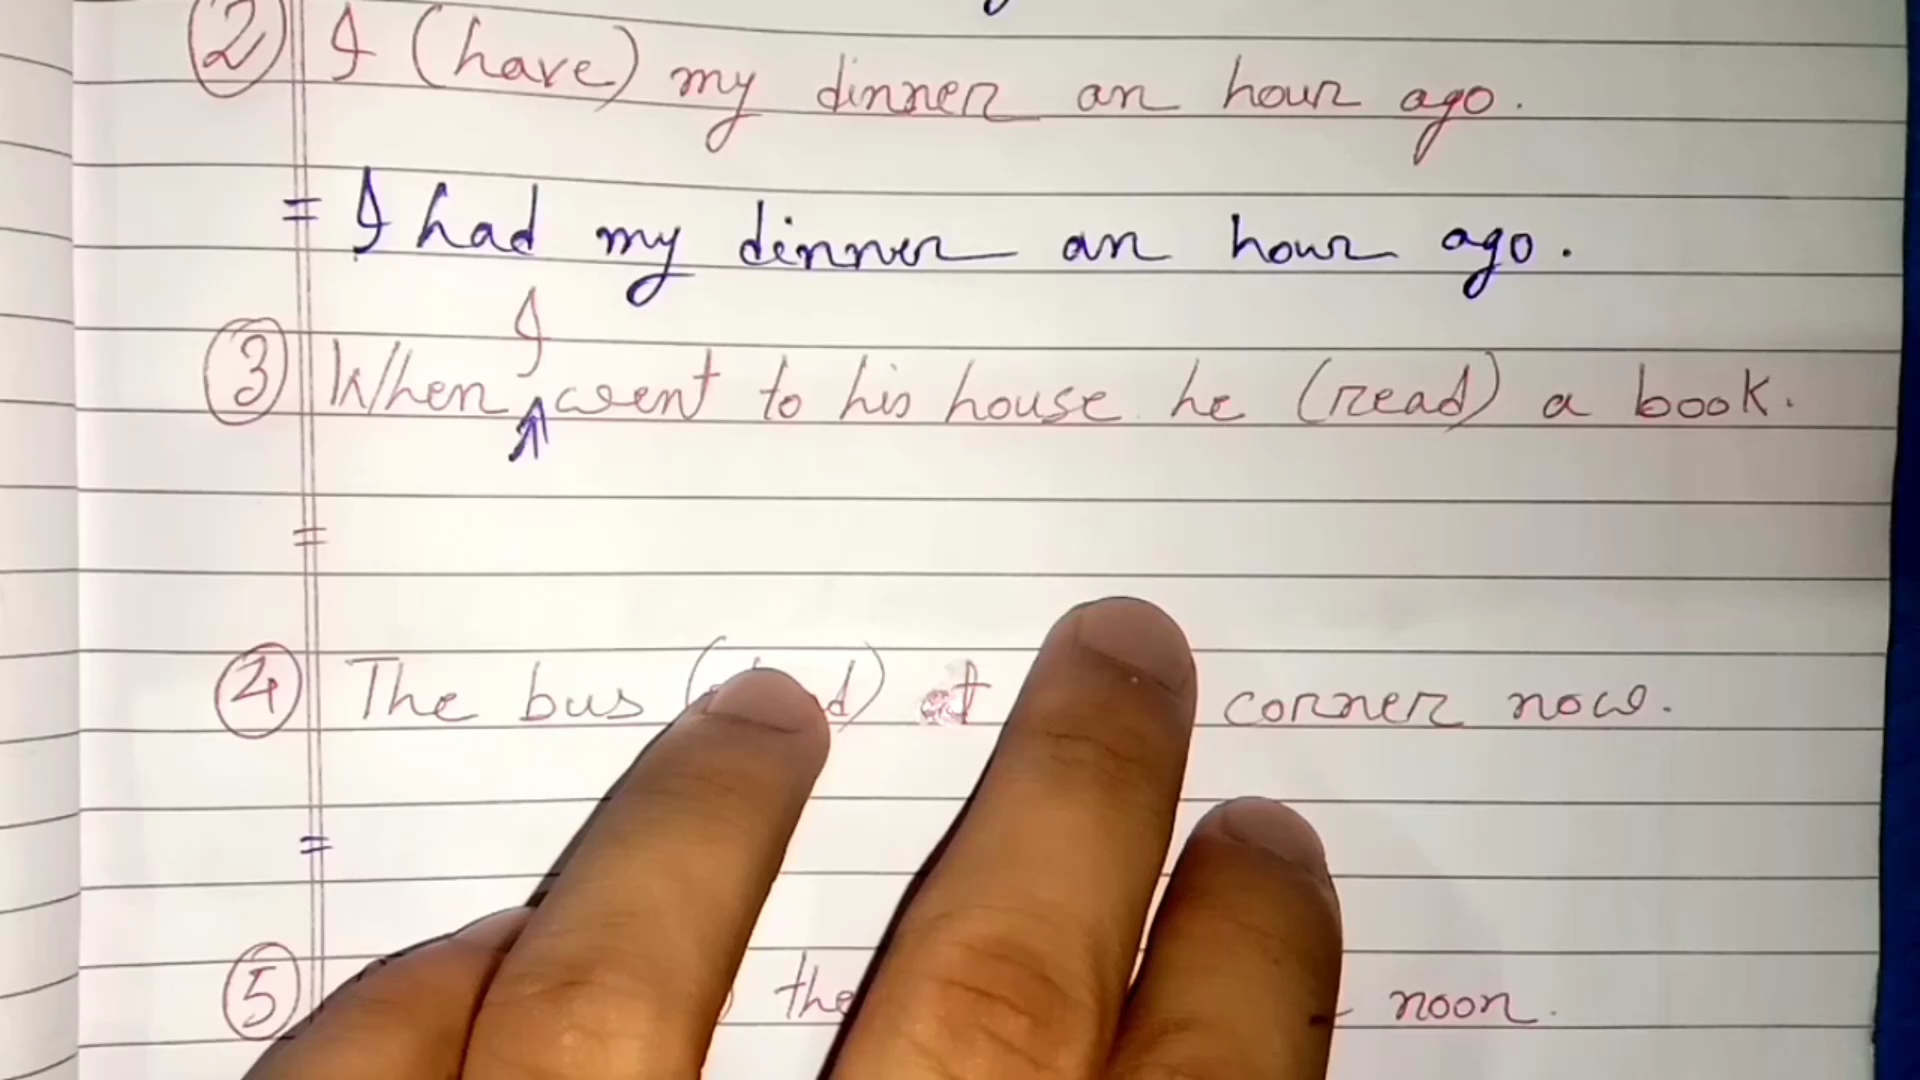 ② I (have) my dinner an hour ago.
= I had my dinner an hour ago.
I
③ When went to his house he (read) a book.
=
④ The bus at corner now.
=
⑤ noon.